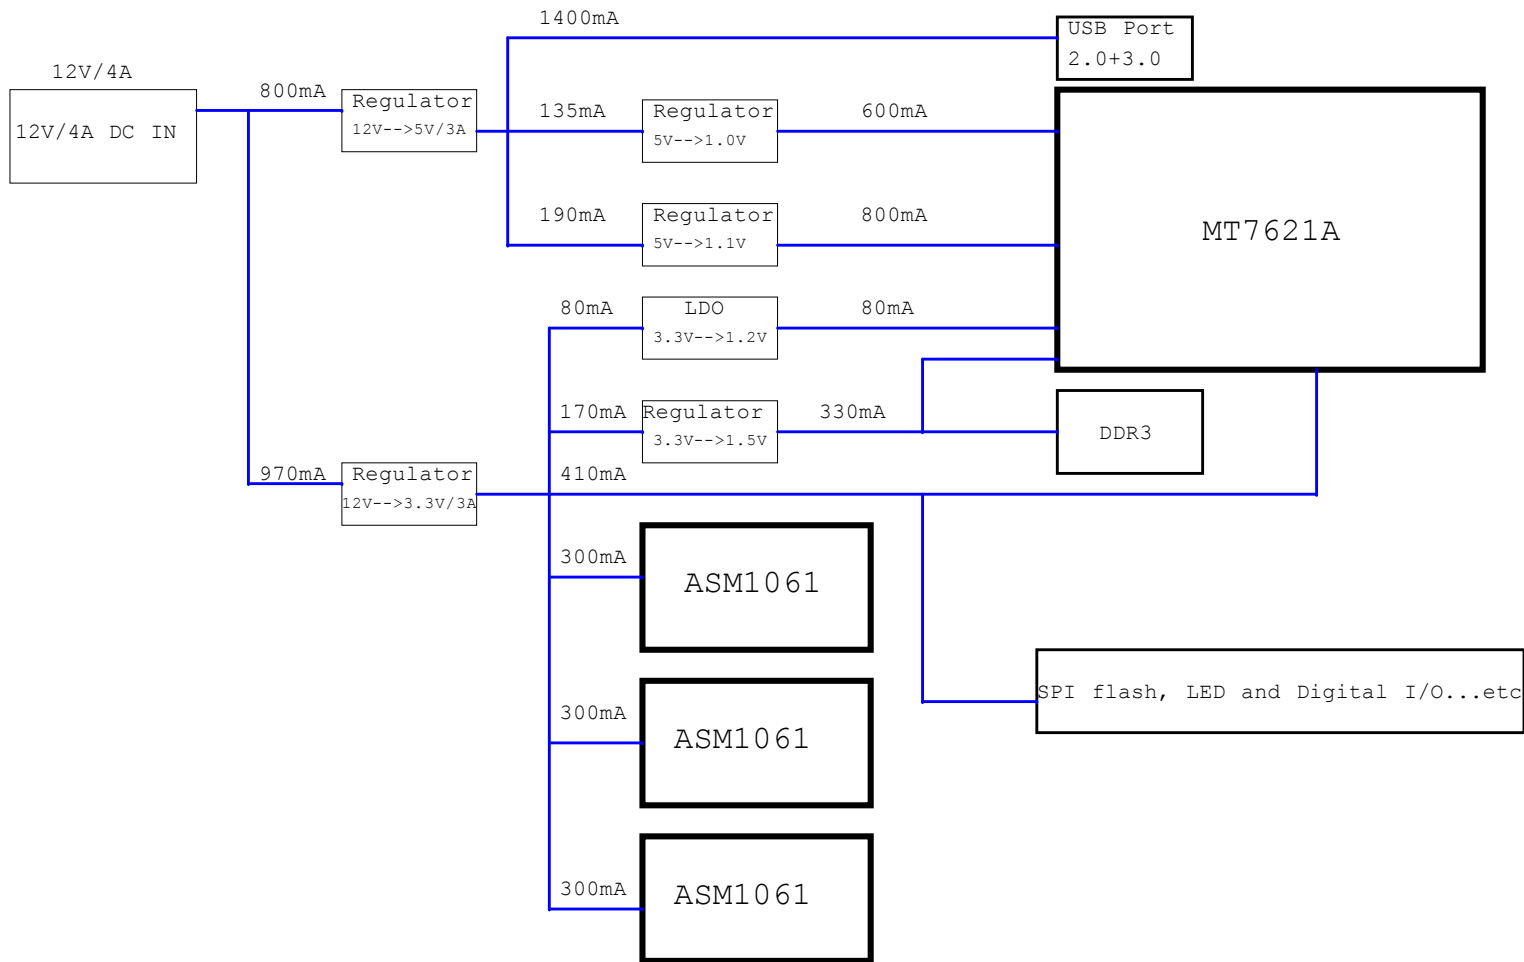 1400mA
USB Port
2.0+3.0
12V/4A
12V/4A DC IN
800mA
Regulator
12V-->5V/3A
135mA
Regulator
5V-->1.0V
600mA
190mA
Regulator
5V-->1.1V
800mA
MT7621A
80mA
LDO
3.3V-->1.2V
80mA
170mA
Regulator
3.3V-->1.5V
330mA
DDR3
970mA
Regulator
12V-->3.3V/3A
410mA
300mA
ASM1061
300mA
ASM1061
SPI flash, LED and Digital I/O...etc
300mA
ASM1061